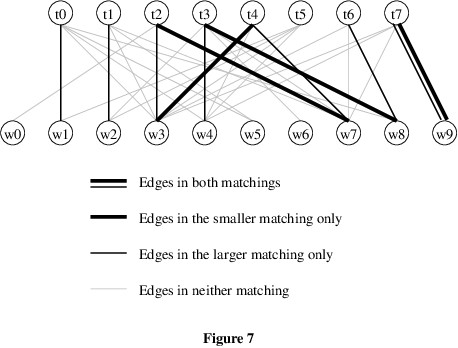 t0 t1 t2 t3 t4 t5 t6 t7
w0 w1 w2 w3 w4 w5 w6 w7 w8 w9
Edges in both matchings
Edges in the smaller matching only
Edges in the larger matching only
Edges in neither matching
Figure 7